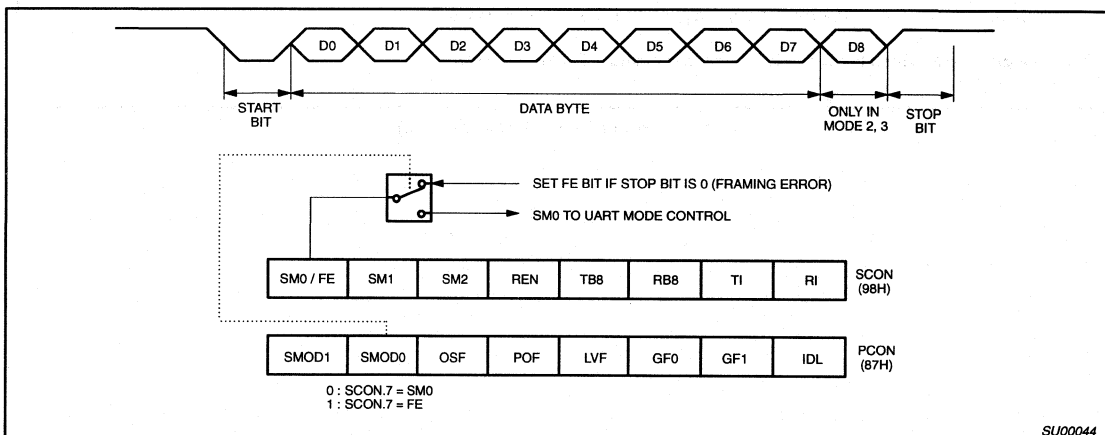 D0 D1 D2 D3 D4 D5 D6 D7 D8
START BIT
DATA BYTE
ONLY IN MODE 2, 3
STOP BIT
SET FE BIT IF STOP BIT IS 0 (FRAMING ERROR)
SM0 TO UART MODE CONTROL
SM0 / FE SM1 SM2 REN TB8 RB8 TI RI SCON (98H)
SMOD1 SMOD0 OSF POF LVF GF0 GF1 IDL PCON (87H)
0 : SCON.7 = SM0
1 : SCON.7 = FE
SU00044